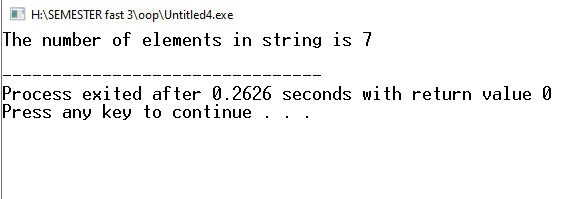 H:\SEMESTER fast 3\oop\Untitled4.exe
The number of elements in string is 7
--------------------------------
Process exited after 0.2626 seconds with return value 0
Press any key to continue . . .